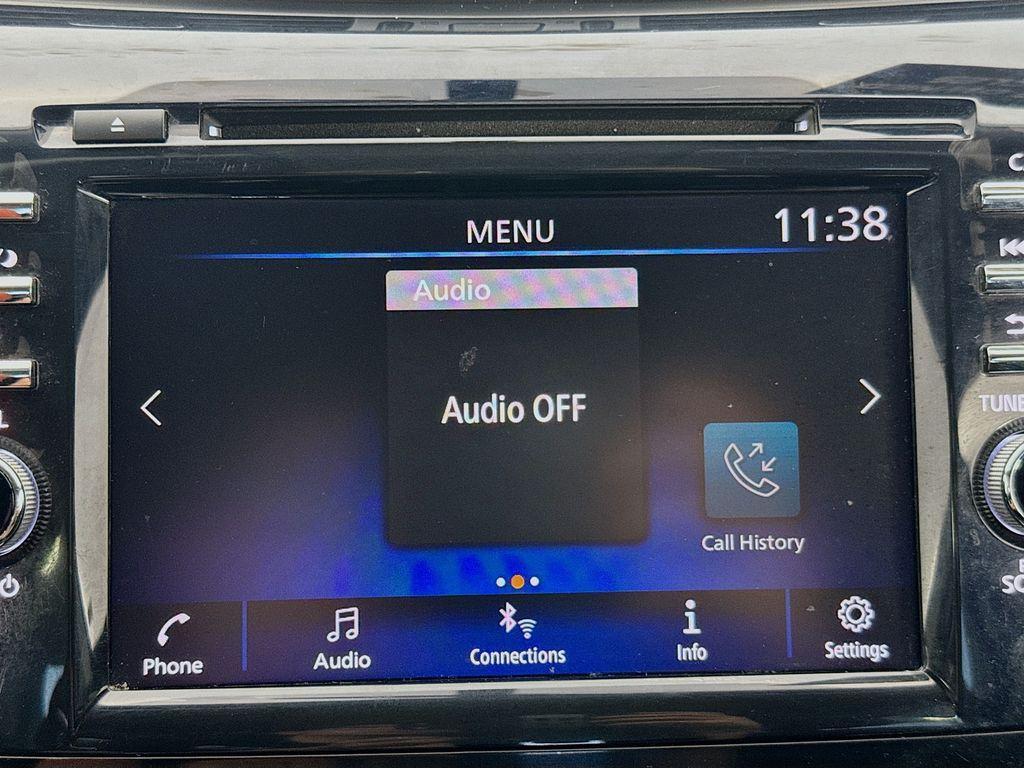 MENU
11:38
Audio
Audio OFF
Call History
TUNE
Phone
Audio
Connections
Info
Settings